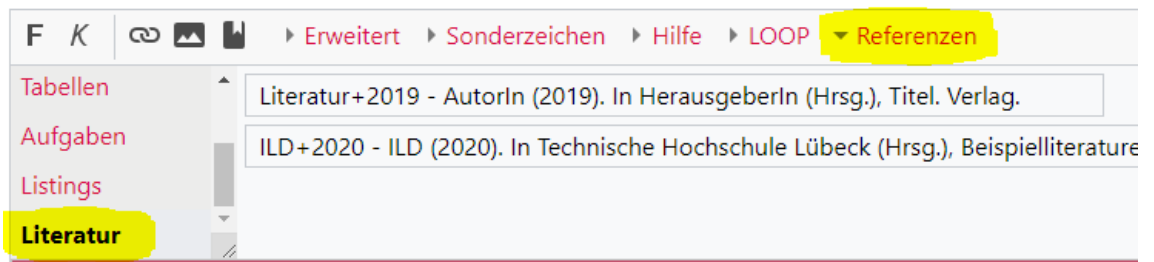 F K Erweitert Sonderzeichen Hilfe LOOP Referenzen
Tabellen
Literatur+2019 - AutorIn (2019). In HerausgeberIn (Hrsg.), Titel. Verlag.
Aufgaben
ILD+2020 - ILD (2020). In Technische Hochschule Lübeck (Hrsg.), Beispielliterature
Listings
Literatur